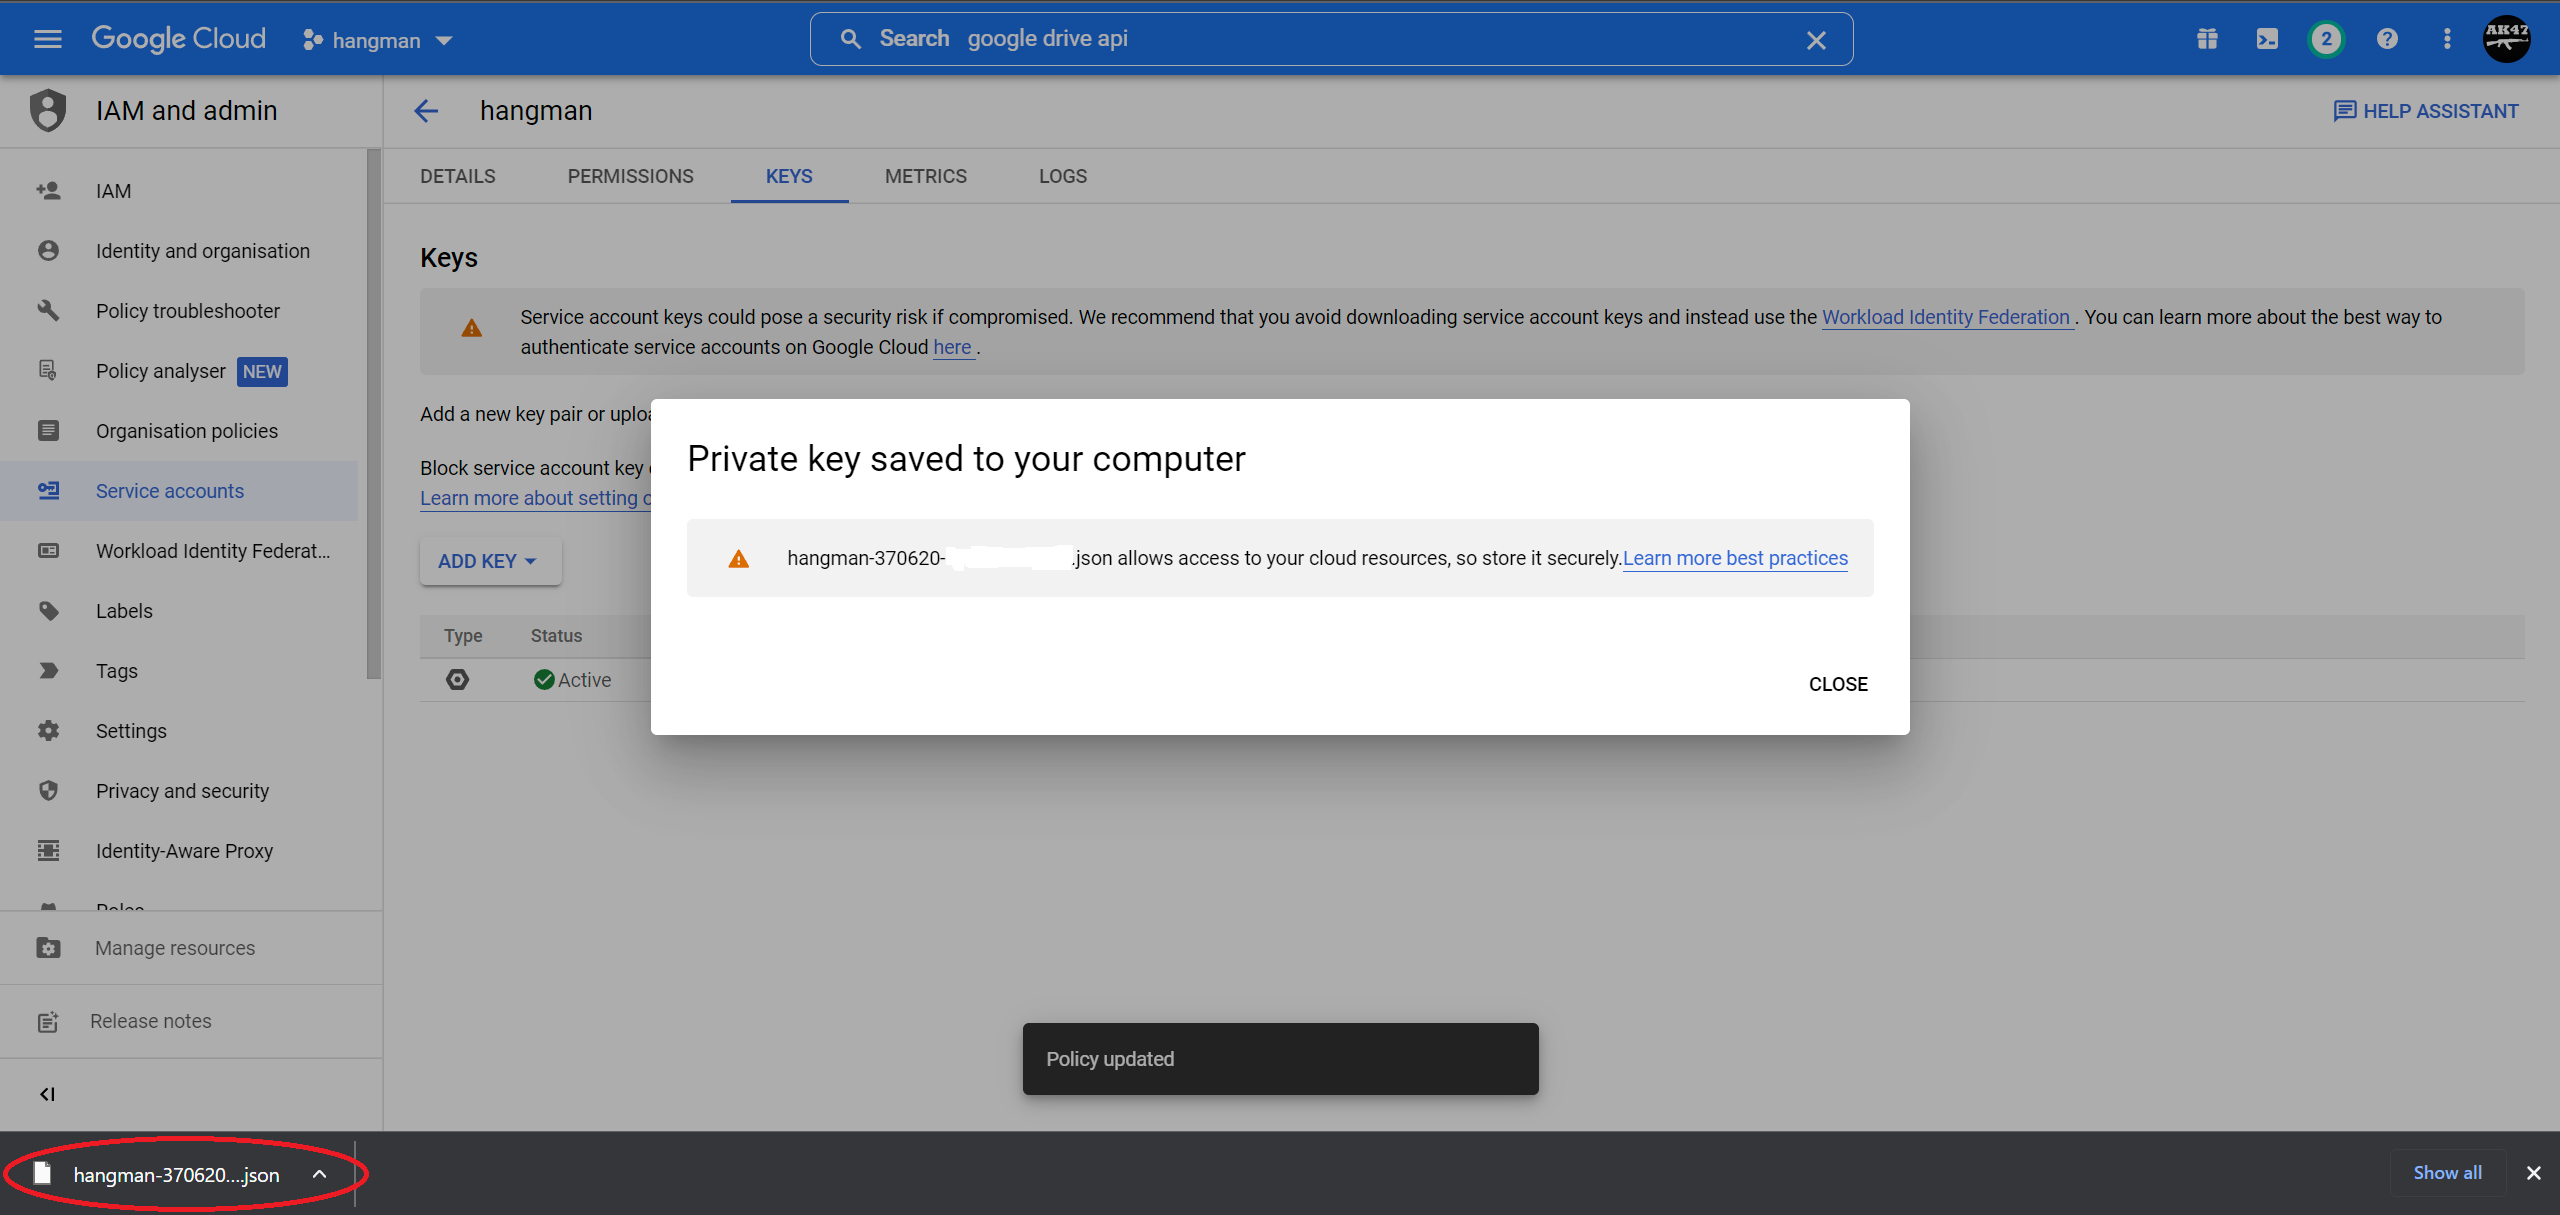 Google Cloud
hangman
Search google drive api
2
AK47
IAM and admin
hangman
HELP ASSISTANT
IAM
Identity and organisation
Policy troubleshooter
Policy analyser NEW
Organisation policies
Service accounts
Workload Identity Federat...
Labels
Tags
Settings
Privacy and security
Identity-Aware Proxy
Roles
Manage resources
Release notes
DETAILS PERMISSIONS KEYS METRICS LOGS
Keys
Service account keys could pose a security risk if compromised. We recommend that you avoid downloading service account keys and instead use the Workload Identity Federation . You can learn more about the best way to
authenticate service accounts on Google Cloud here .
Add a new key pair or uploa
Block service account key
Learn more about setting
ADD KEY
Type Status
Active
Private key saved to your computer
hangman-370620- .json allows access to your cloud resources, so store it securely.Learn more best practices
CLOSE
Policy updated
hangman-370620....json
Show all